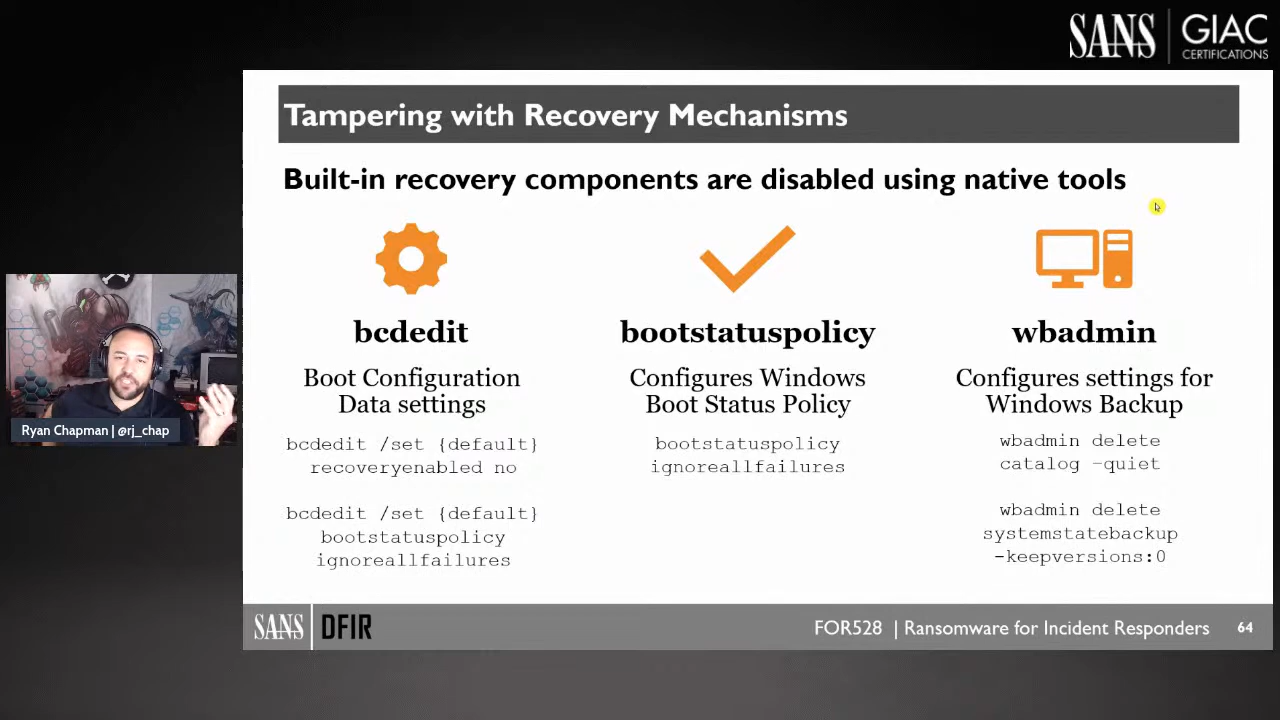 SANS
GIAC
CERTIFICATIONS
Tampering with Recovery Mechanisms
Built-in recovery components are disabled using native tools
bcdedit
Boot Configuration
Data settings
bcdedit /set {default}
recoveryenabled no
bcdedit /set {default}
bootstatuspolicy
ignoreallfailures
bootstatuspolicy
Configures Windows
Boot Status Policy
bootstatuspolicy
ignoreallfailures
wbadmin
Configures settings for
Windows Backup
wbadmin delete
catalog –quiet
wbadmin delete
systemstatebackup
-keepversions:0
Ryan Chapman | @rj_chap
SANS DFIR
FOR528 | Ransomware for Incident Responders 64